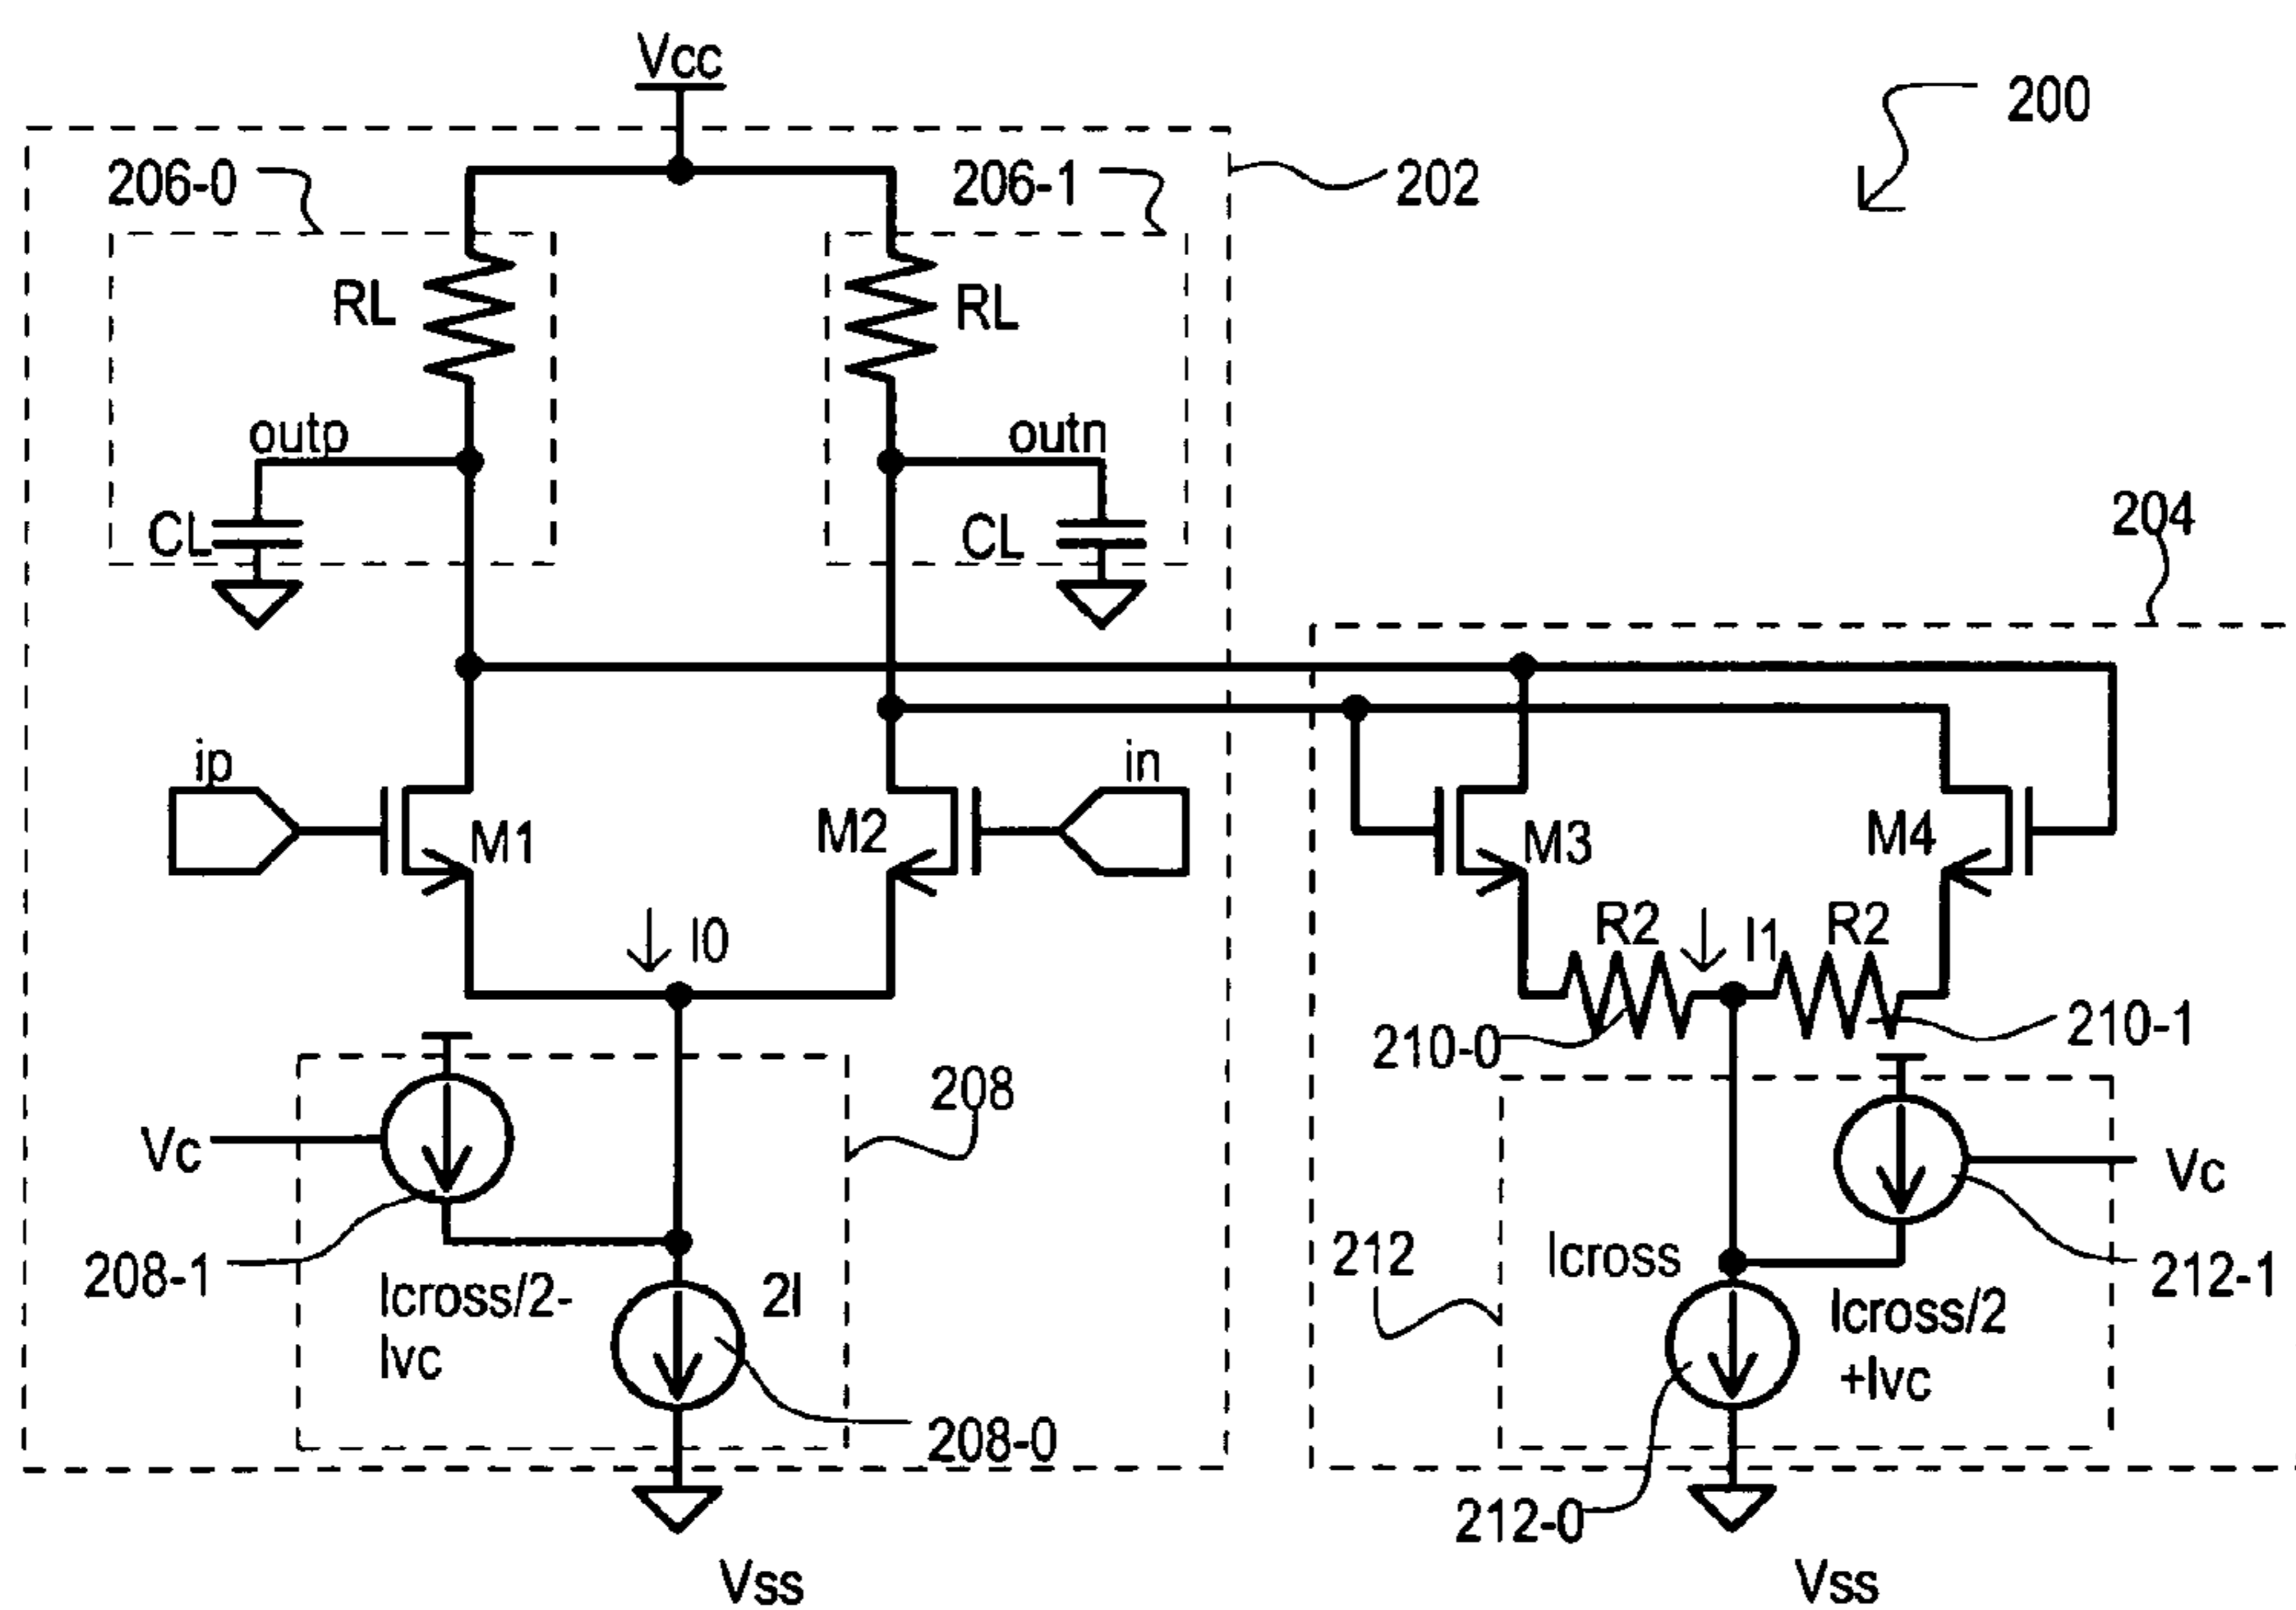 Vcc
200
206-0
206-1
202
RL
RL
outp
outn
CL
CL
204
ip
in
M1
M2
M3
M4
I0
R2
I1
R2
210-0
210-1
208
Vc
Vc
208-1
Icross/2-
Ivc
2I
212
Icross
Icross/2
+Ivc
212-1
208-0
212-0
Vss
Vss